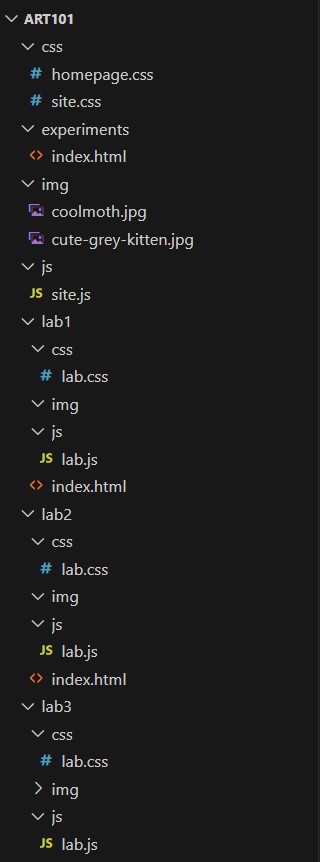 ART101
css
# homepage.css
# site.css
experiments
<> index.html
img
coolmoth.jpg
cute-grey-kitten.jpg
js
JS site.js
lab1
css
# lab.css
img
js
JS lab.js
<> index.html
lab2
css
# lab.css
img
js
JS lab.js
<> index.html
lab3
css
# lab.css
img
js
JS lab.js